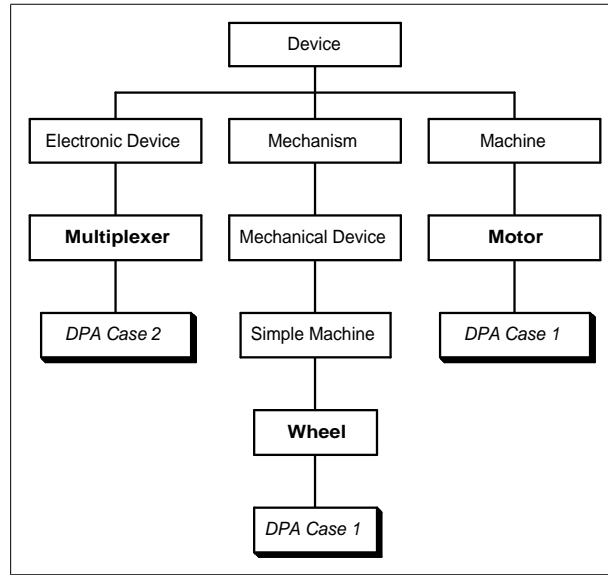 Device
Electronic Device
Mechanism
Machine
Multiplexer
Mechanical Device
Motor
DPA Case 2
Simple Machine
DPA Case 1
Wheel
DPA Case 1